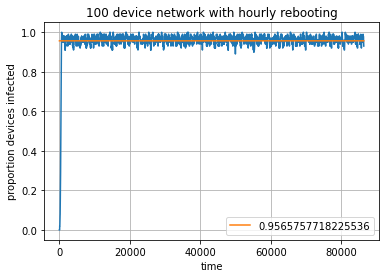 100 device network with hourly rebooting
proportion devices infected
1.0
0.8
0.6
0.4
0.2
0.0
0.9565757718225536
0 20000 40000 60000 80000
time